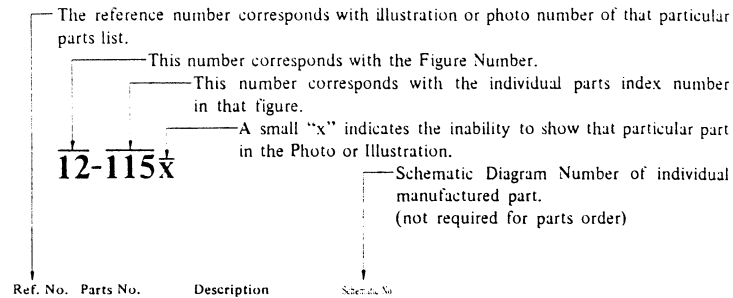 The reference number corresponds with illustration or photo number of that particular
parts list.
This number corresponds with the Figure Number.
This number corresponds with the individual parts index number
in that figure.
A small “x” indicates the inability to show that particular part
in the Photo or Illustration.
12-115x
Schematic Diagram Number of individual
manufactured part.
(not required for parts order)
Ref. No. Parts No. Description Schematic No